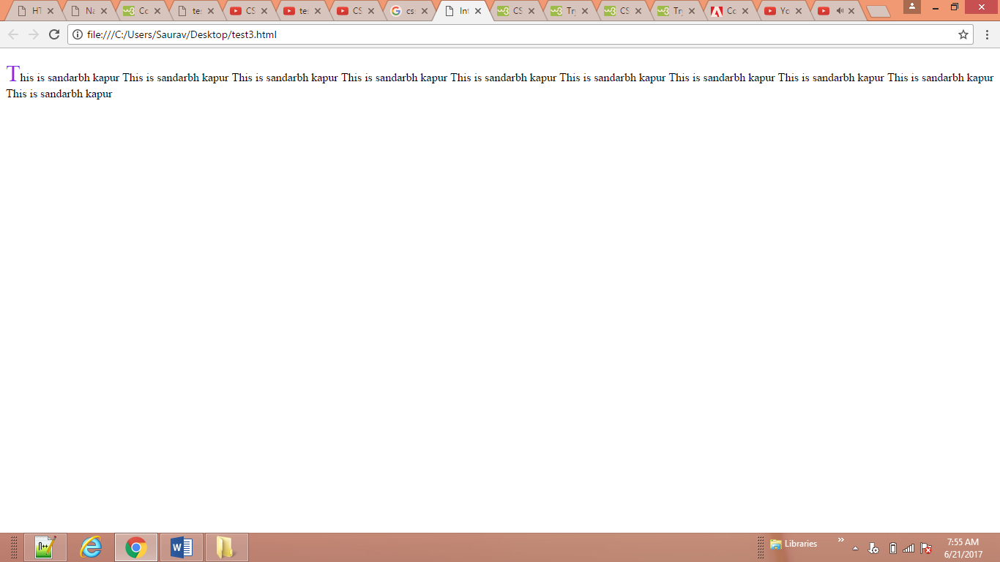 HT
Na
Cc
te
CS
te
CS
cs
Int
CS
Try
CS
Try
Cc
Yo
file:///C:/Users/Saurav/Desktop/test3.html
This is sandarbh kapur This is sandarbh kapur This is sandarbh kapur This is sandarbh kapur This is sandarbh kapur This is sandarbh kapur This is sandarbh kapur This is sandarbh kapur This is sandarbh kapur
This is sandarbh kapur
Libraries
7:55 AM
6/21/2017